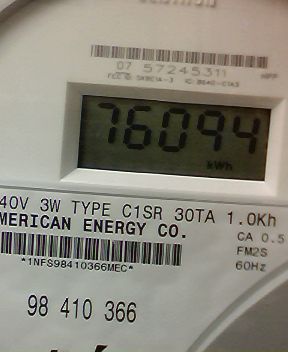 07 57245311
76094
kWh
40V 3W TYPE C1SR 30TA 1.0Kh
MERICAN ENERGY CO.
CA 0.5
FM2S
60Hz
*1NFS98410366MEC*
98 410 366